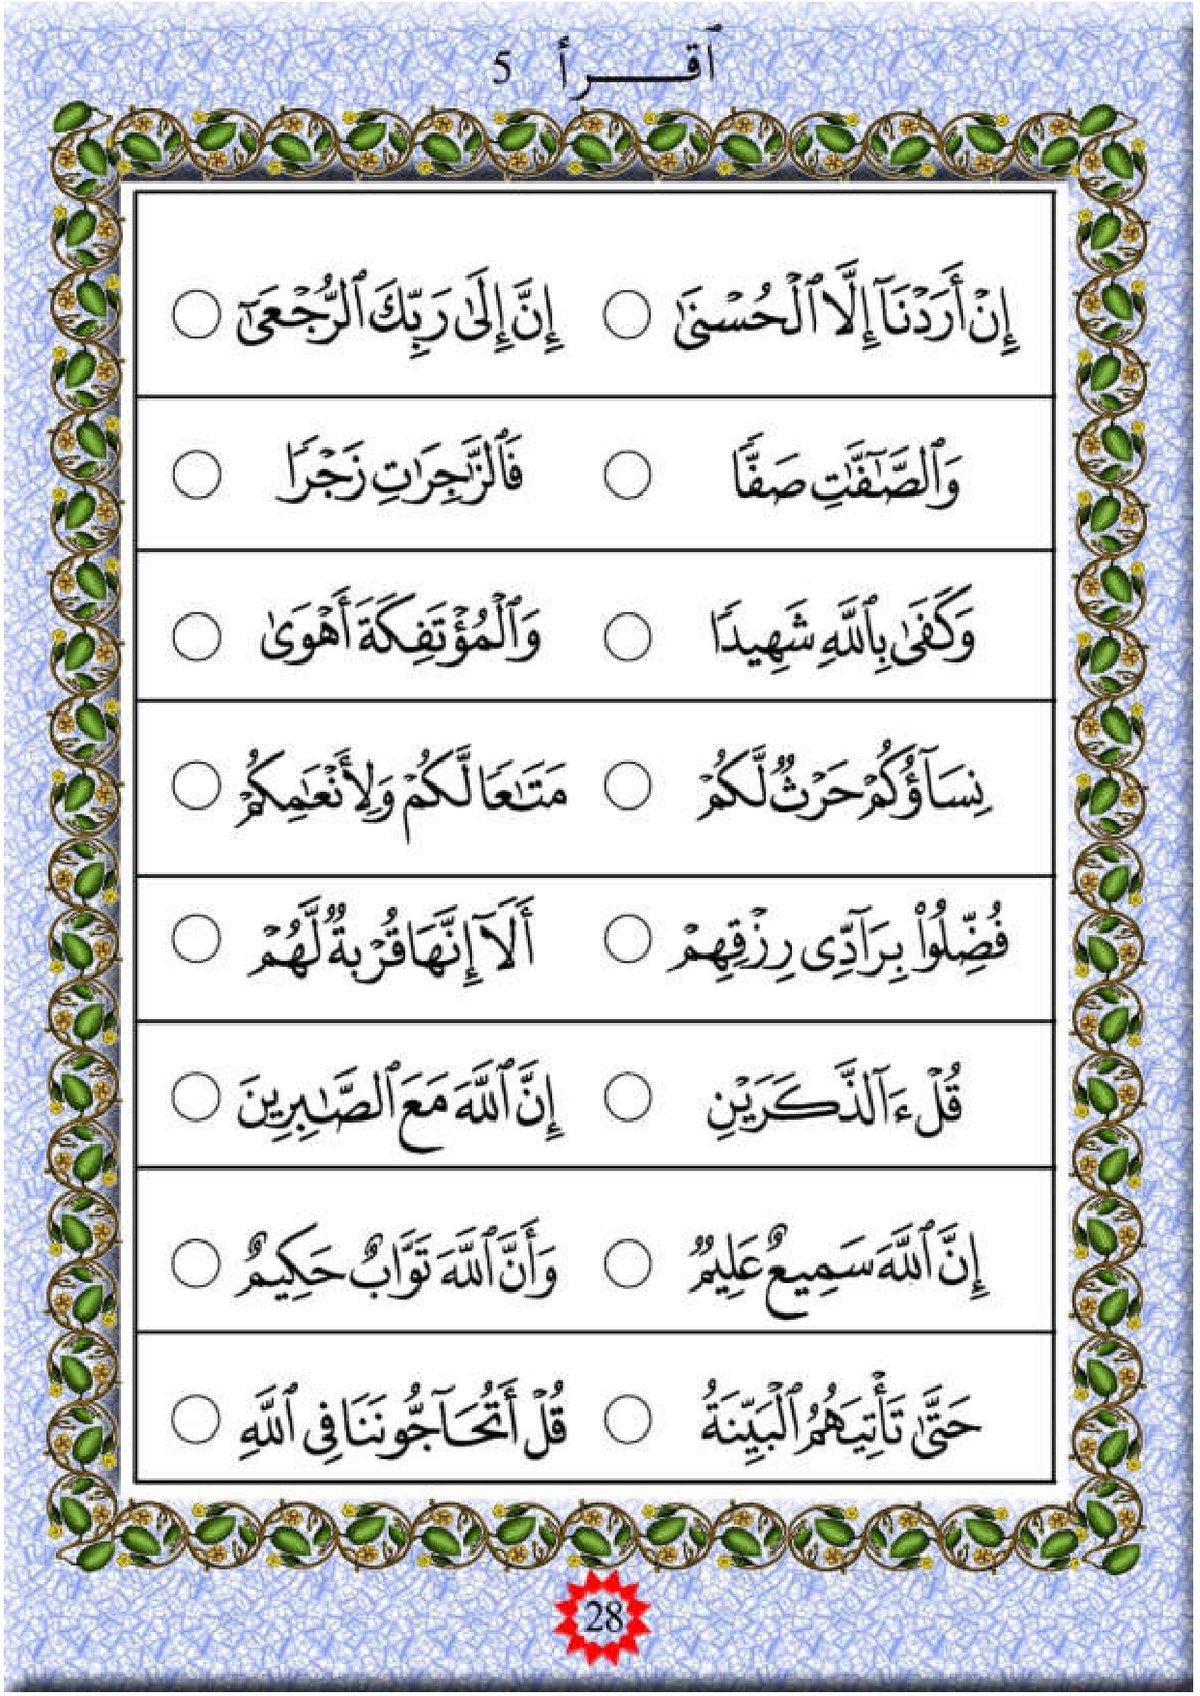 ٱقـــرأ 5
إِنْ أَرَدْنَآ إِلَّا ٱلْحُسْنَىٰ ○ إِنَّ إِلَىٰ رَبِّكَ ٱلرُّجْعَىٰٓ ○
وَٱلصَّٰٓفَّٰتِ صَفًّا ○ فَٱلزَّٰجِرَٰتِ زَجْرًا ○
وَكَفَىٰ بِٱللَّهِ شَهِيدًا ○ وَٱلْمُؤْتَفِكَةَ أَهْوَىٰ ○
نِسَآؤُكُمْ حَرْثٌ لَّكُمْ ○ مَتَٰعًا لَّكُمْ وَلِأَنْعَٰمِكُمْ ○
فُضِّلُوا۟ بِرَآدِّى رِزْقِهِمْ ○ أَلَآ إِنَّهَا قُرْبَةٌ لَّهُمْ ○
قُلْ ءَآلذَّكَرَيْنِ ○ إِنَّ ٱللَّهَ مَعَ ٱلصَّٰبِرِينَ ○
إِنَّ ٱللَّهَ سَمِيعٌ عَلِيمٌ ○ وَأَنَّ ٱللَّهَ تَوَّابٌ حَكِيمٌ ○
حَتَّىٰ تَأْتِيَهُمُ ٱلْبَيِّنَةُ ○ قُلْ أَتُحَآجُّونَنَا فِى ٱللَّهِ ○
28